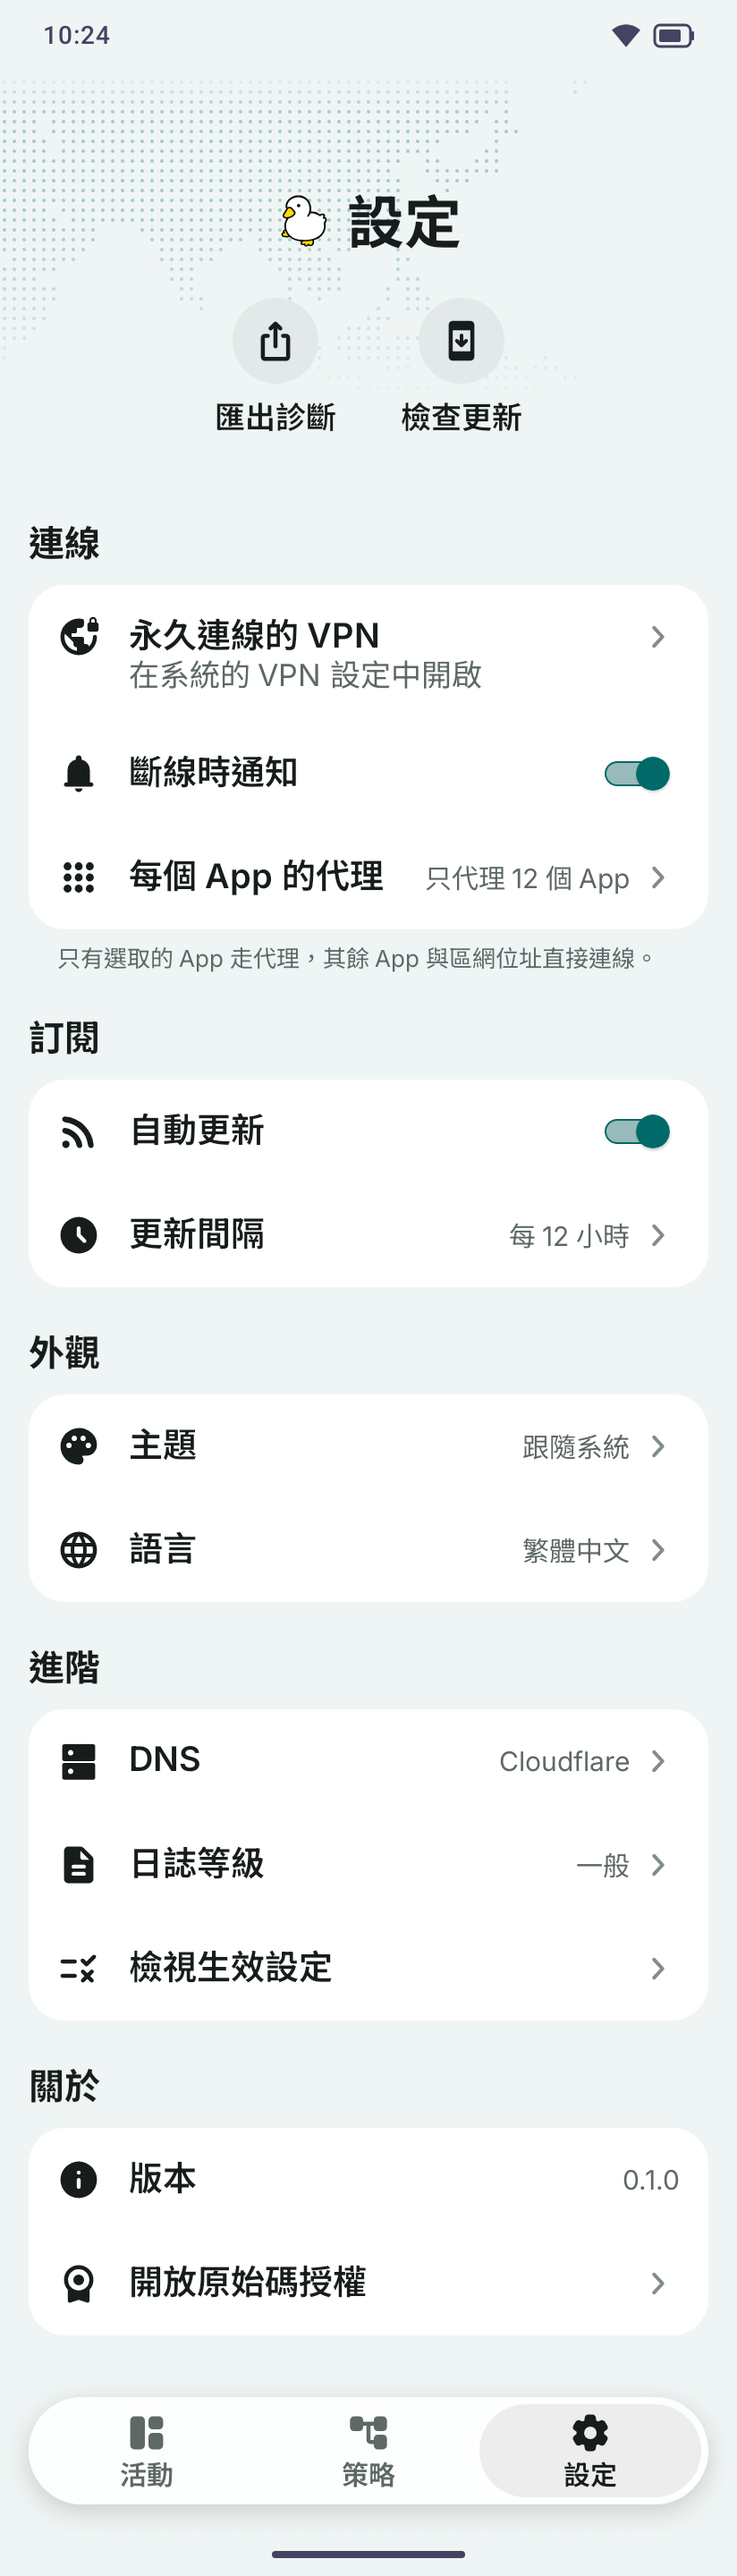 10:24
設定
匯出診斷
檢查更新
連線
永久連線的 VPN
在系統的 VPN 設定中開啟
斷線時通知
每個 App 的代理
只代理 12 個 App
只有選取的 App 走代理，其餘 App 與區網位址直接連線。
訂閱
自動更新
更新間隔
每 12 小時
外觀
主題
跟隨系統
語言
繁體中文
進階
DNS
Cloudflare
日誌等級
一般
檢視生效設定
關於
版本
0.1.0
開放原始碼授權
活動
策略
設定